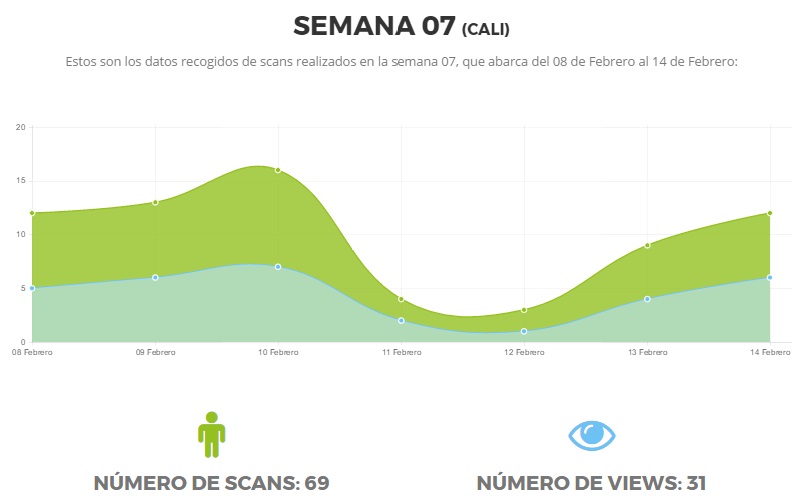 SEMANA 07 (CALI)
Estos son los datos recogidos de scans realizados en la semana 07, que abarca del 08 de Febrero al 14 de Febrero:
20
15
10
5
0
08 Febrero 09 Febrero 10 Febrero 11 Febrero 12 Febrero 13 Febrero 14 Febrero
NÚMERO DE SCANS: 69 NÚMERO DE VIEWS: 31